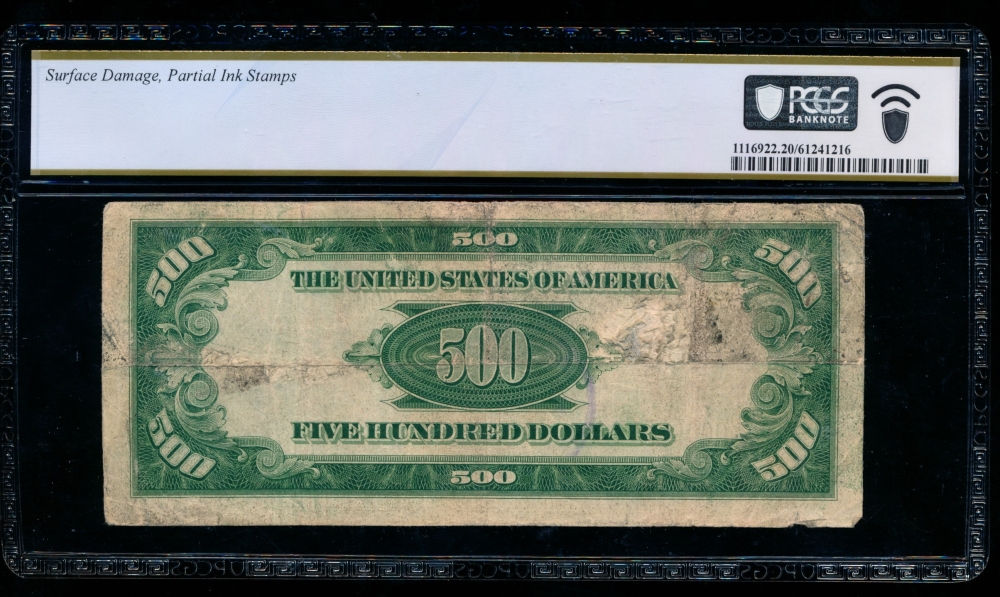 Surface Damage, Partial Ink Stamps
PCGS
BANKNOTE
1116922.20/61241216
500
500 500
THE UNITED STATES OF AMERICA
500
FIVE HUNDRED DOLLARS
500 500
500